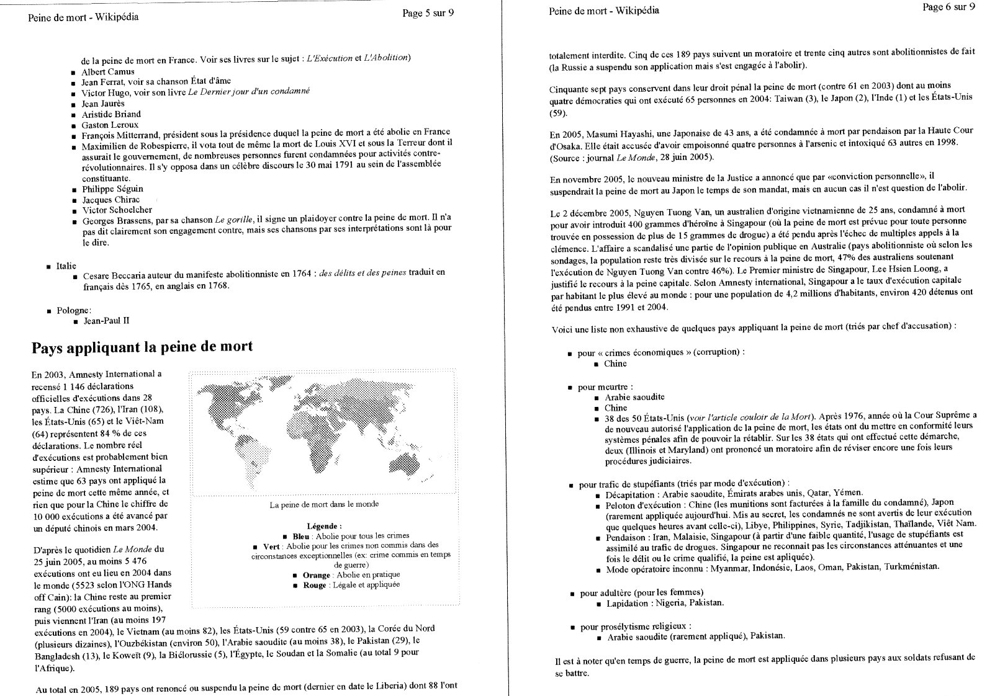 Peine de mort - Wikipédia
Page 5 sur 9
de la peine de mort en France. Voir ses livres sur le sujet : L'Exécution et L'Abolition)
■ Albert Camus
■ Jean Ferrat, voir sa chanson État d'âme
■ Victor Hugo, voir son livre Le Dernier jour d'un condamné
■ Jean Jaurès
■ Aristide Briand
■ Gaston Leroux
■ François Mitterrand, président sous la présidence duquel la peine de mort a été abolie en France
■ Maximilien de Robespierre, il vota tout de même la mort de Louis XVI et sous la Terreur dont il
assurait le gouvernement, de nombreuses personnes furent condamnées pour activités contre-
révolutionnaires. Il s'y opposa dans un célèbre discours le 30 mai 1791 au sein de l'assemblée
constituante.
■ Philippe Séguin
■ Jacques Chirac
■ Victor Schoelcher
■ Georges Brassens, par sa chanson Le gorille, il signe un plaidoyer contre la peine de mort. Il n'a
pas dit clairement son engagement contre, mais ses chansons par ses interprétations sont là pour
le dire.
■ Italie
■ Cesare Beccaria auteur du manifeste abolitionniste en 1764 : des délits et des peines traduit en
français dès 1765, en anglais en 1768.
■ Pologne:
■ Jean-Paul II
Pays appliquant la peine de mort
En 2003, Amnesty International a
recensé 1 146 déclarations
officielles d'exécutions dans 28
pays. La Chine (726), l'Iran (108),
les États-Unis (65) et le Viêt-Nam
(64) représentent 84 % de ces
déclarations. Le nombre réel
d'exécutions est probablement bien
supérieur : Amnesty International
estime que 63 pays ont appliqué la
peine de mort cette même année, et
rien que pour la Chine le chiffre de
10 000 exécutions a été avancé par
un député chinois en mars 2004.
La peine de mort dans le monde
Légende :
■ Bleu : Abolie pour tous les crimes
■ Vert : Abolie pour les crimes non commis dans des
circonstances exceptionnelles (ex: crime commis en temps
de guerre)
■ Orange : Abolie en pratique
■ Rouge : Légale et appliquée
D'après le quotidien Le Monde du
25 juin 2005, au moins 5 476
exécutions ont eu lieu en 2004 dans
le monde (5523 selon l'ONG Hands
off Cain): la Chine reste au premier
rang (5000 exécutions au moins),
puis viennent l'Iran (au moins 197
exécutions en 2004), le Vietnam (au moins 82), les États-Unis (59 contre 65 en 2003), la Corée du Nord
(plusieurs dizaines), l'Ouzbékistan (environ 50), l'Arabie saoudite (au moins 38), le Pakistan (29), le
Bangladesh (13), le Koweït (9), la Biélorussie (5), l'Égypte, le Soudan et la Somalie (au total 9 pour
l'Afrique).
Au total en 2005, 189 pays ont renoncé ou suspendu la peine de mort (dernier en date le Liberia) dont 88 l'ont
Peine de mort - Wikipédia
Page 6 sur 9
totalement interdite. Cinq de ces 189 pays suivent un moratoire et trente cinq autres sont abolitionnistes de fait
(la Russie a suspendu son application mais s'est engagée à l'abolir).
Cinquante sept pays conservent dans leur droit pénal la peine de mort (contre 61 en 2003) dont au moins
quatre démocraties qui ont exécuté 65 personnes en 2004: Taiwan (3), le Japon (2), l'Inde (1) et les États-Unis
(59).
En 2005, Masumi Hayashi, une Japonaise de 43 ans, a été condamnée à mort par pendaison par la Haute Cour
d'Osaka. Elle était accusée d'avoir empoisonné quatre personnes à l'arsenic et intoxiqué 63 autres en 1998.
(Source : journal Le Monde, 28 juin 2005).
En novembre 2005, le nouveau ministre de la Justice a annoncé que par «conviction personnelle», il
suspendrait la peine de mort au Japon le temps de son mandat, mais en aucun cas il n'est question de l'abolir.
Le 2 décembre 2005, Nguyen Tuong Van, un australien d'origine vietnamienne de 25 ans, condamné à mort
pour avoir introduit 400 grammes d'héroïne à Singapour (où la peine de mort est prévue pour toute personne
trouvée en possession de plus de 15 grammes de drogue) a été pendu après l'échec de multiples appels à la
clémence. L'affaire a scandalisé une partie de l'opinion publique en Australie (pays abolitionniste où selon les
sondages, la population reste très divisée sur le recours à la peine de mort, 47% des australiens soutenant
l'exécution de Nguyen Tuong Van contre 46%). Le Premier ministre de Singapour, Lee Hsien Loong, a
justifié le recours à la peine capitale. Selon Amnesty international, Singapour a le taux d'exécution capitale
par habitant le plus élevé au monde : pour une population de 4,2 millions d'habitants, environ 420 détenus ont
été pendus entre 1991 et 2004.
Voici une liste non exhaustive de quelques pays appliquant la peine de mort (triés par chef d'accusation) :
■ pour « crimes économiques » (corruption) :
■ Chine
■ pour meurtre :
■ Arabie saoudite
■ Chine
■ 38 des 50 États-Unis (voir l'article couloir de la Mort). Après 1976, année où la Cour Suprême a
de nouveau autorisé l'application de la peine de mort, les états ont du mettre en conformité leurs
systèmes pénales afin de pouvoir la rétablir. Sur les 38 états qui ont effectué cette démarche,
deux (Illinois et Maryland) ont prononcé un moratoire afin de réviser encore une fois leurs
procédures judiciaires.
■ pour trafic de stupéfiants (triés par mode d'exécution) :
■ Décapitation : Arabie saoudite, Émirats arabes unis, Qatar, Yémen.
■ Peloton d'exécution : Chine (les munitions sont facturées à la famille du condamné), Japon
(rarement appliquée aujourd'hui. Mis au secret, les condamnés ne sont avertis de leur exécution
que quelques heures avant celle-ci), Libye, Philippines, Syrie, Tadjikistan, Thaïlande, Viêt Nam.
■ Pendaison : Iran, Malaisie, Singapour (à partir d'une faible quantité, l'usage de stupéfiants est
assimilé au trafic de drogues. Singapour ne reconnait pas les circonstances atténuantes et une
fois le délit ou le crime qualifié, la peine est appliquée).
■ Mode opératoire inconnu : Myanmar, Indonésie, Laos, Oman, Pakistan, Turkménistan.
■ pour adultère (pour les femmes)
■ Lapidation : Nigeria, Pakistan.
■ pour prosélytisme religieux :
■ Arabie saoudite (rarement appliqué), Pakistan.
Il est à noter qu'en temps de guerre, la peine de mort est appliquée dans plusieurs pays aux soldats refusant de
se battre.